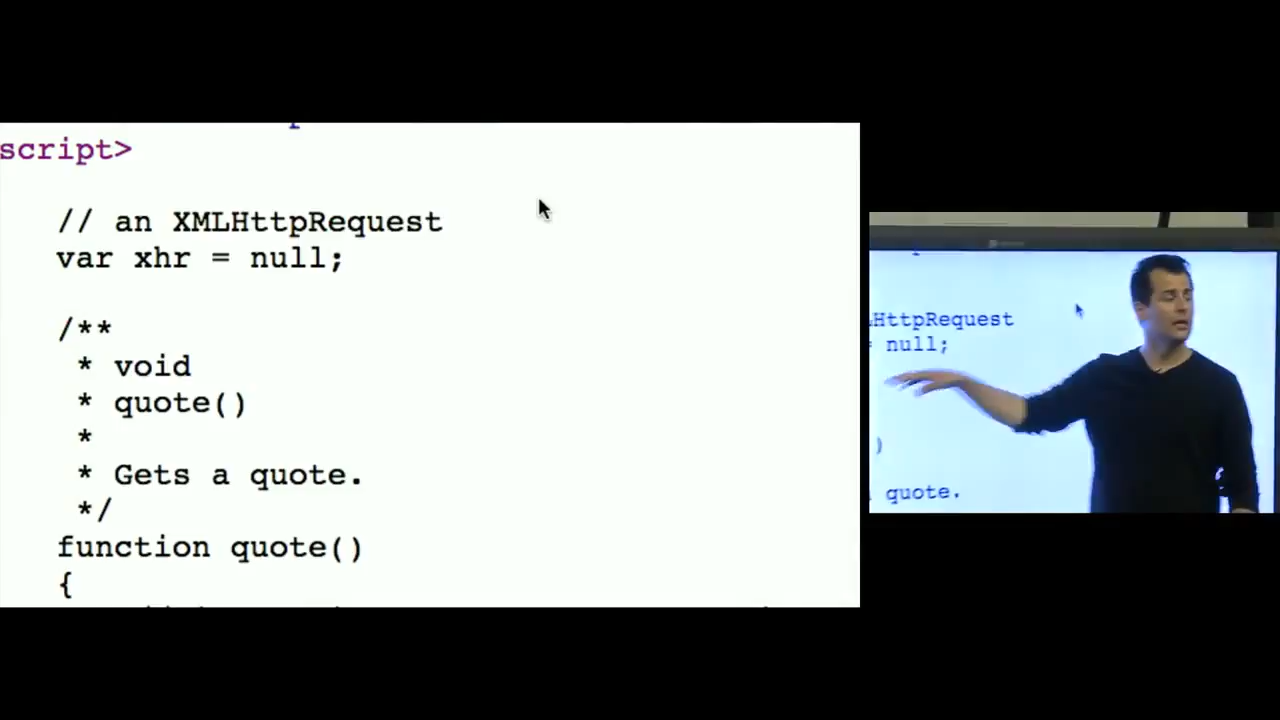 script>
// an XMLHttpRequest
var xhr = null;
/**
* void
* quote()
*
* Gets a quote.
*/
function quote()
{
HttpRequest
= null;
)
quote.